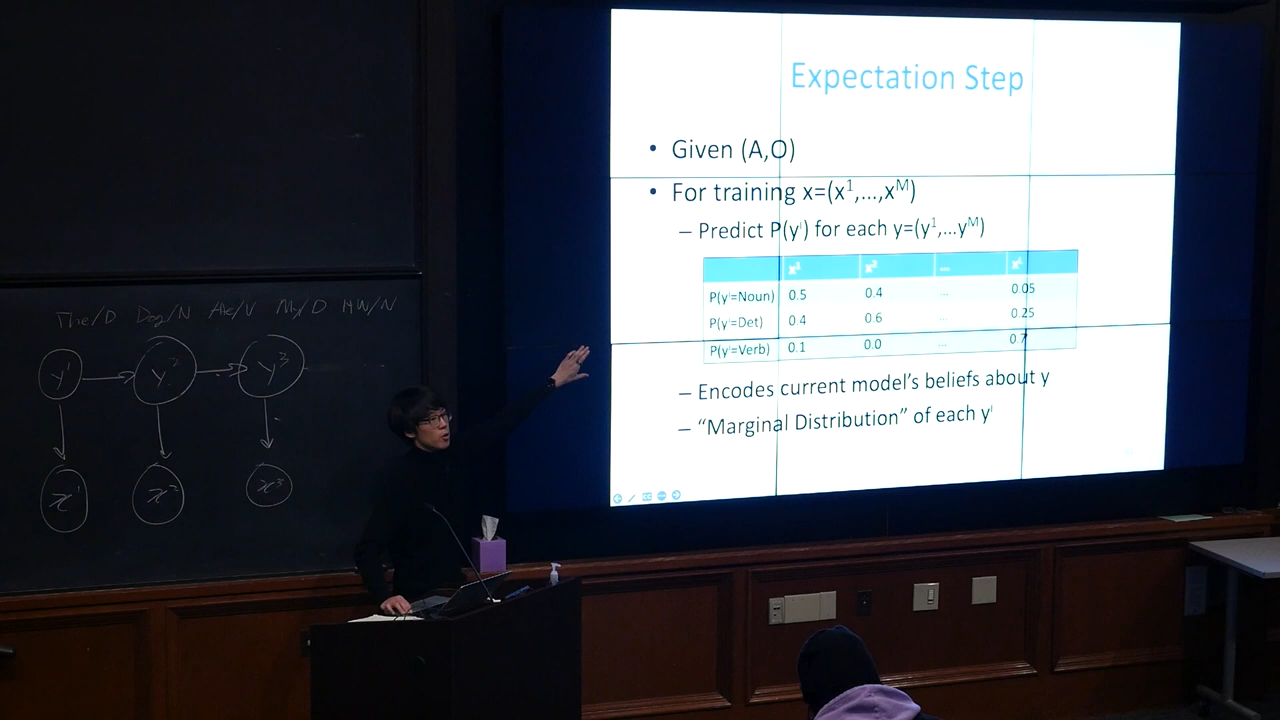 The/D Dog/N Ate/V My/D HW/N
y¹ y² y³
x¹ x² x³
Expectation Step
• Given (A,O)
• For training x=(x¹,...,xᴹ)
– Predict P(yⁱ) for each y=(y¹,...yᴹ)
x¹ x² ...
P(yⁱ=Noun) 0.5 0.4 ... 0.05
P(yⁱ=Det) 0.4 0.6 ... 0.25
P(yⁱ=Verb) 0.1 0.0 ... 0.7
– Encodes current model's beliefs about y
– "Marginal Distribution" of each yⁱ